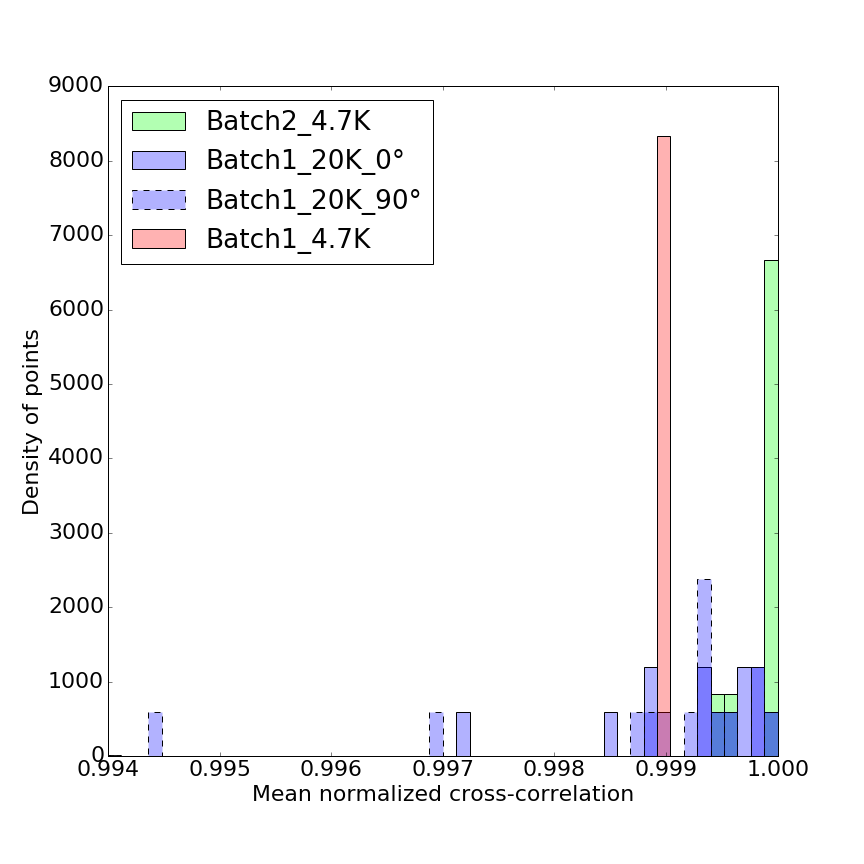 9000
8000
7000
6000
5000
4000
3000
2000
1000
0
Density of points
Batch2_4.7K
Batch1_20K_0°
Batch1_20K_90°
Batch1_4.7K
0.994 0.995 0.996 0.997 0.998 0.999 1.000
Mean normalized cross-correlation